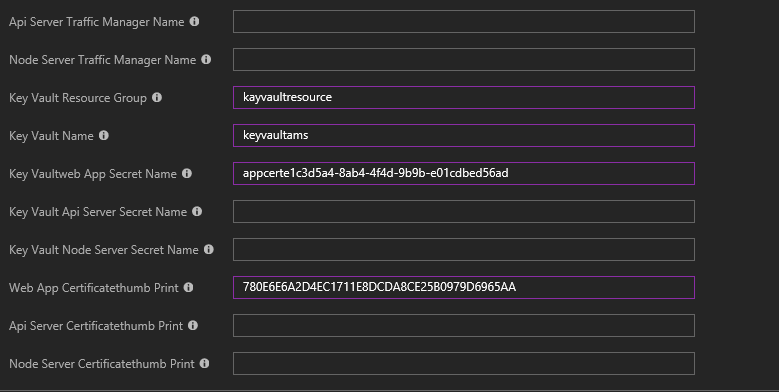 Api Server Traffic Manager Name
Node Server Traffic Manager Name
Key Vault Resource Group kayvaultresource
Key Vault Name keyvaultams
Key Vaultweb App Secret Name appcerte1c3d5a4-8ab4-4f4d-9b9b-e01cdbed56ad
Key Vault Api Server Secret Name
Key Vault Node Server Secret Name
Web App Certificatethumb Print 780E6E6A2D4EC1711E8DCDA8CE25B0979D6965AA
Api Server Certificatethumb Print
Node Server Certificatethumb Print